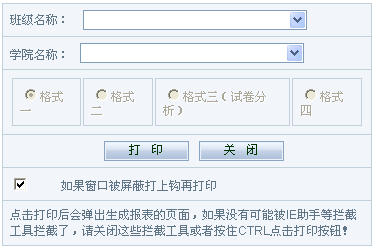 班级名称：
学院名称：
格式一
格式二
格式三（试卷分析）
格式四
打 印
关 闭
如果窗口被屏蔽打上钩再打印
点击打印后会弹出生成报表的页面，如果没有可能被IE助手等拦截
工具拦截了，请关闭这些拦截工具或者按住CTRL点击打印按钮！